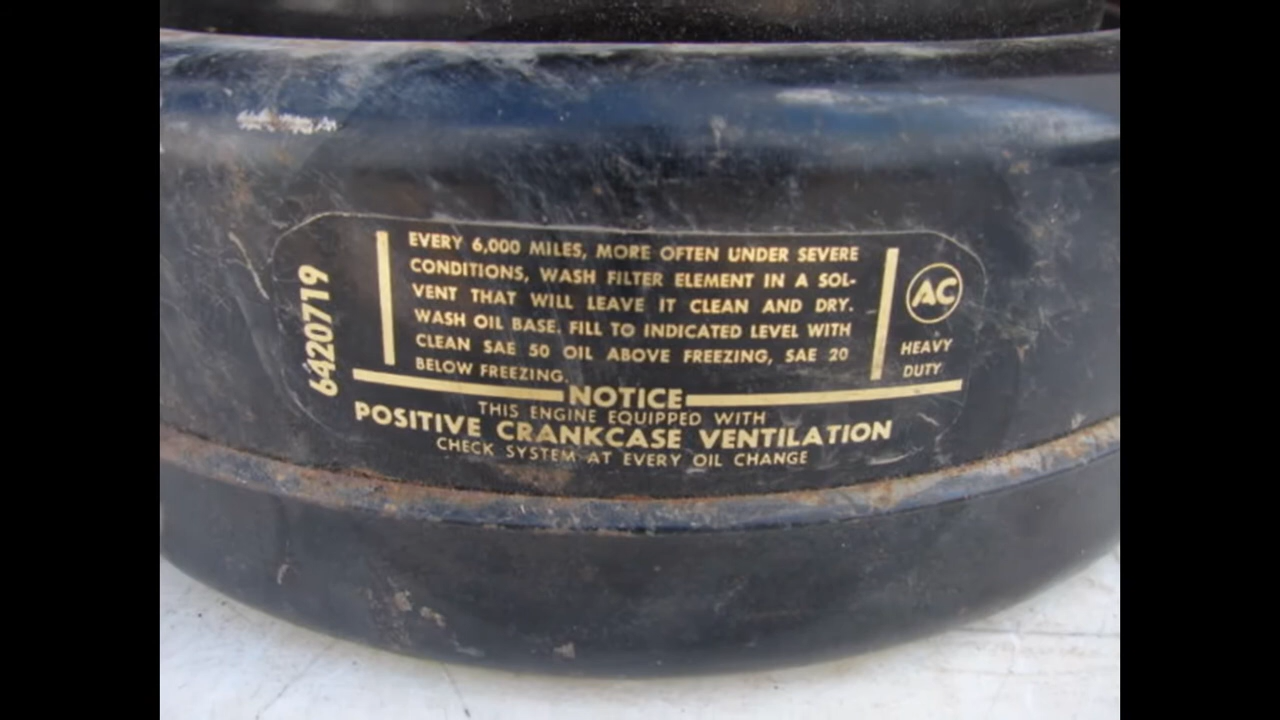 6420719
EVERY 6,000 MILES, MORE OFTEN UNDER SEVERE
CONDITIONS, WASH FILTER ELEMENT IN A SOL-
VENT THAT WILL LEAVE IT CLEAN AND DRY.
WASH OIL BASE. FILL TO INDICATED LEVEL WITH
CLEAN SAE 50 OIL ABOVE FREEZING, SAE 20
BELOW FREEZING.
AC
HEAVY
DUTY
NOTICE
THIS ENGINE EQUIPPED WITH
POSITIVE CRANKCASE VENTILATION
CHECK SYSTEM AT EVERY OIL CHANGE